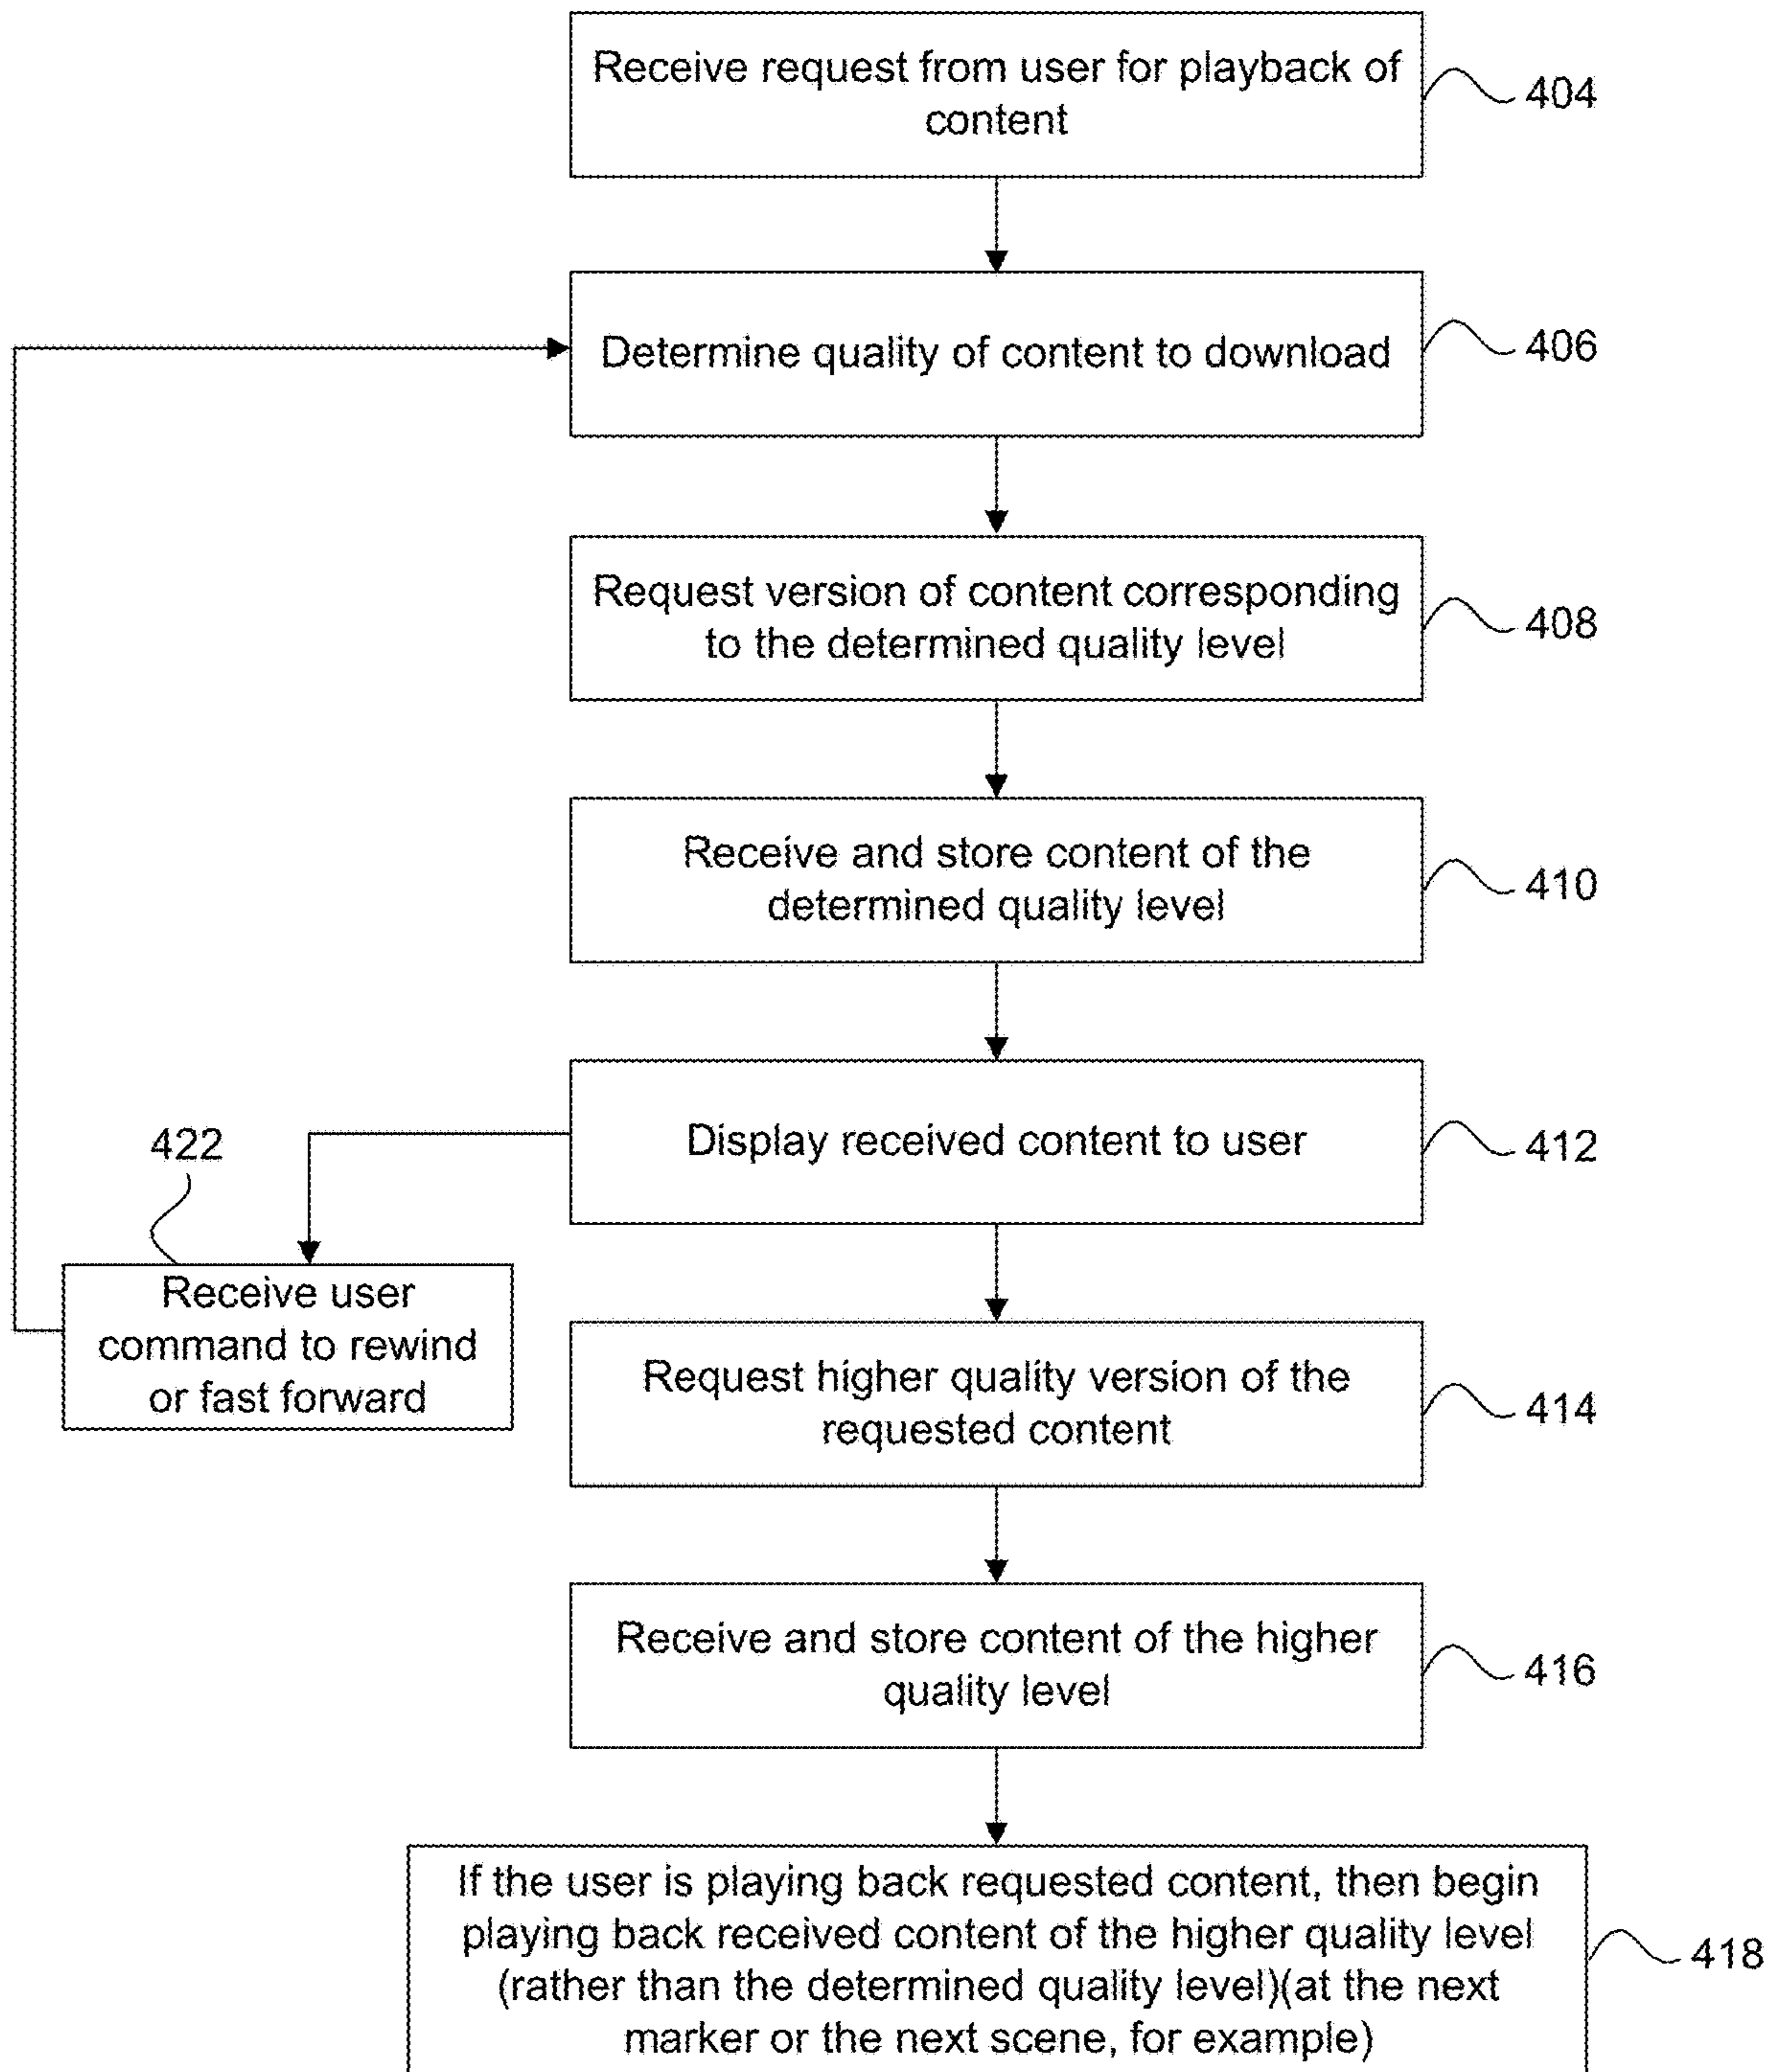 Receive request from user for playback of
content
404
Determine quality of content to download
406
Request version of content corresponding
to the determined quality level
408
Receive and store content of the
determined quality level
410
Display received content to user
412
422
Receive user
command to rewind
or fast forward
Request higher quality version of the
requested content
414
Receive and store content of the higher
quality level
416
If the user is playing back requested content, then begin
playing back received content of the higher quality level
(rather than the determined quality level)(at the next
marker or the next scene, for example)
418